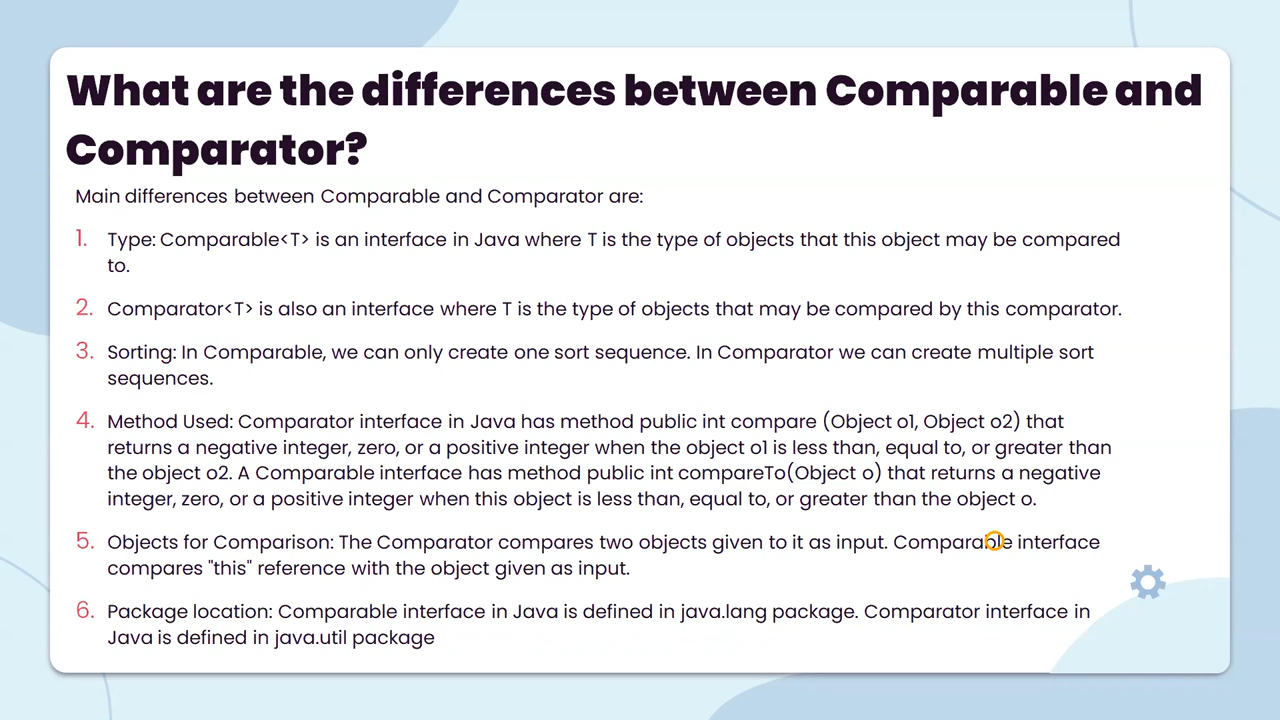 What are the differences between Comparable and
Comparator?
Main differences between Comparable and Comparator are:
1. Type: Comparable<T> is an interface in Java where T is the type of objects that this object may be compared
to.
2. Comparator<T> is also an interface where T is the type of objects that may be compared by this comparator.
3. Sorting: In Comparable, we can only create one sort sequence. In Comparator we can create multiple sort
sequences.
4. Method Used: Comparator interface in Java has method public int compare (Object o1, Object o2) that
returns a negative integer, zero, or a positive integer when the object o1 is less than, equal to, or greater than
the object o2. A Comparable interface has method public int compareTo(Object o) that returns a negative
integer, zero, or a positive integer when this object is less than, equal to, or greater than the object o.
5. Objects for Comparison: The Comparator compares two objects given to it as input. Comparable interface
compares "this" reference with the object given as input.
6. Package location: Comparable interface in Java is defined in java.lang package. Comparator interface in
Java is defined in java.util package